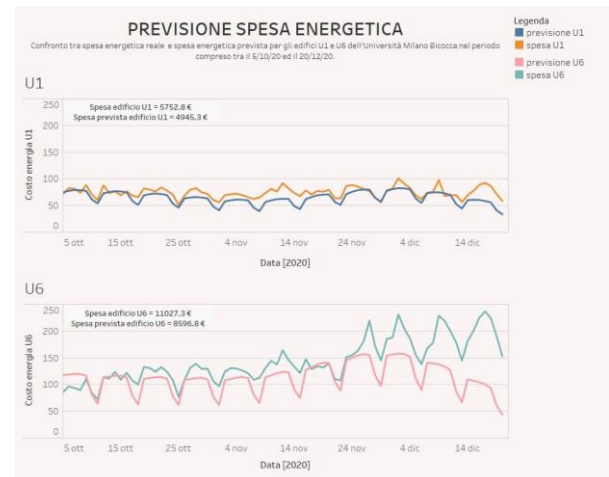 PREVISIONE SPESA ENERGETICA
Confronto tra spesa energetica reale e spesa energetica prevista per gli edifici U1 e U6 dell'Università Milano Bicocca nel periodo
compreso tra il 5/10/20 ed il 20/12/20.
Legenda
previsione U1
spesa U1
previsione U6
spesa U6
U1
Spesa edificio U1 = 5752.8 €
Spesa prevista edificio U1 = 4945.3 €
Costo energia U1
250
200
150
100
50
0
5 ott 15 ott 25 ott 4 nov 14 nov 24 nov 4 dic 14 dic
Data [2020]
U6
Spesa edificio U6 = 11027.3 €
Spesa prevista edificio U6 = 8596.8 €
Costo energia U6
250
200
150
100
50
0
5 ott 15 ott 25 ott 4 nov 14 nov 24 nov 4 dic 14 dic
Data [2020]